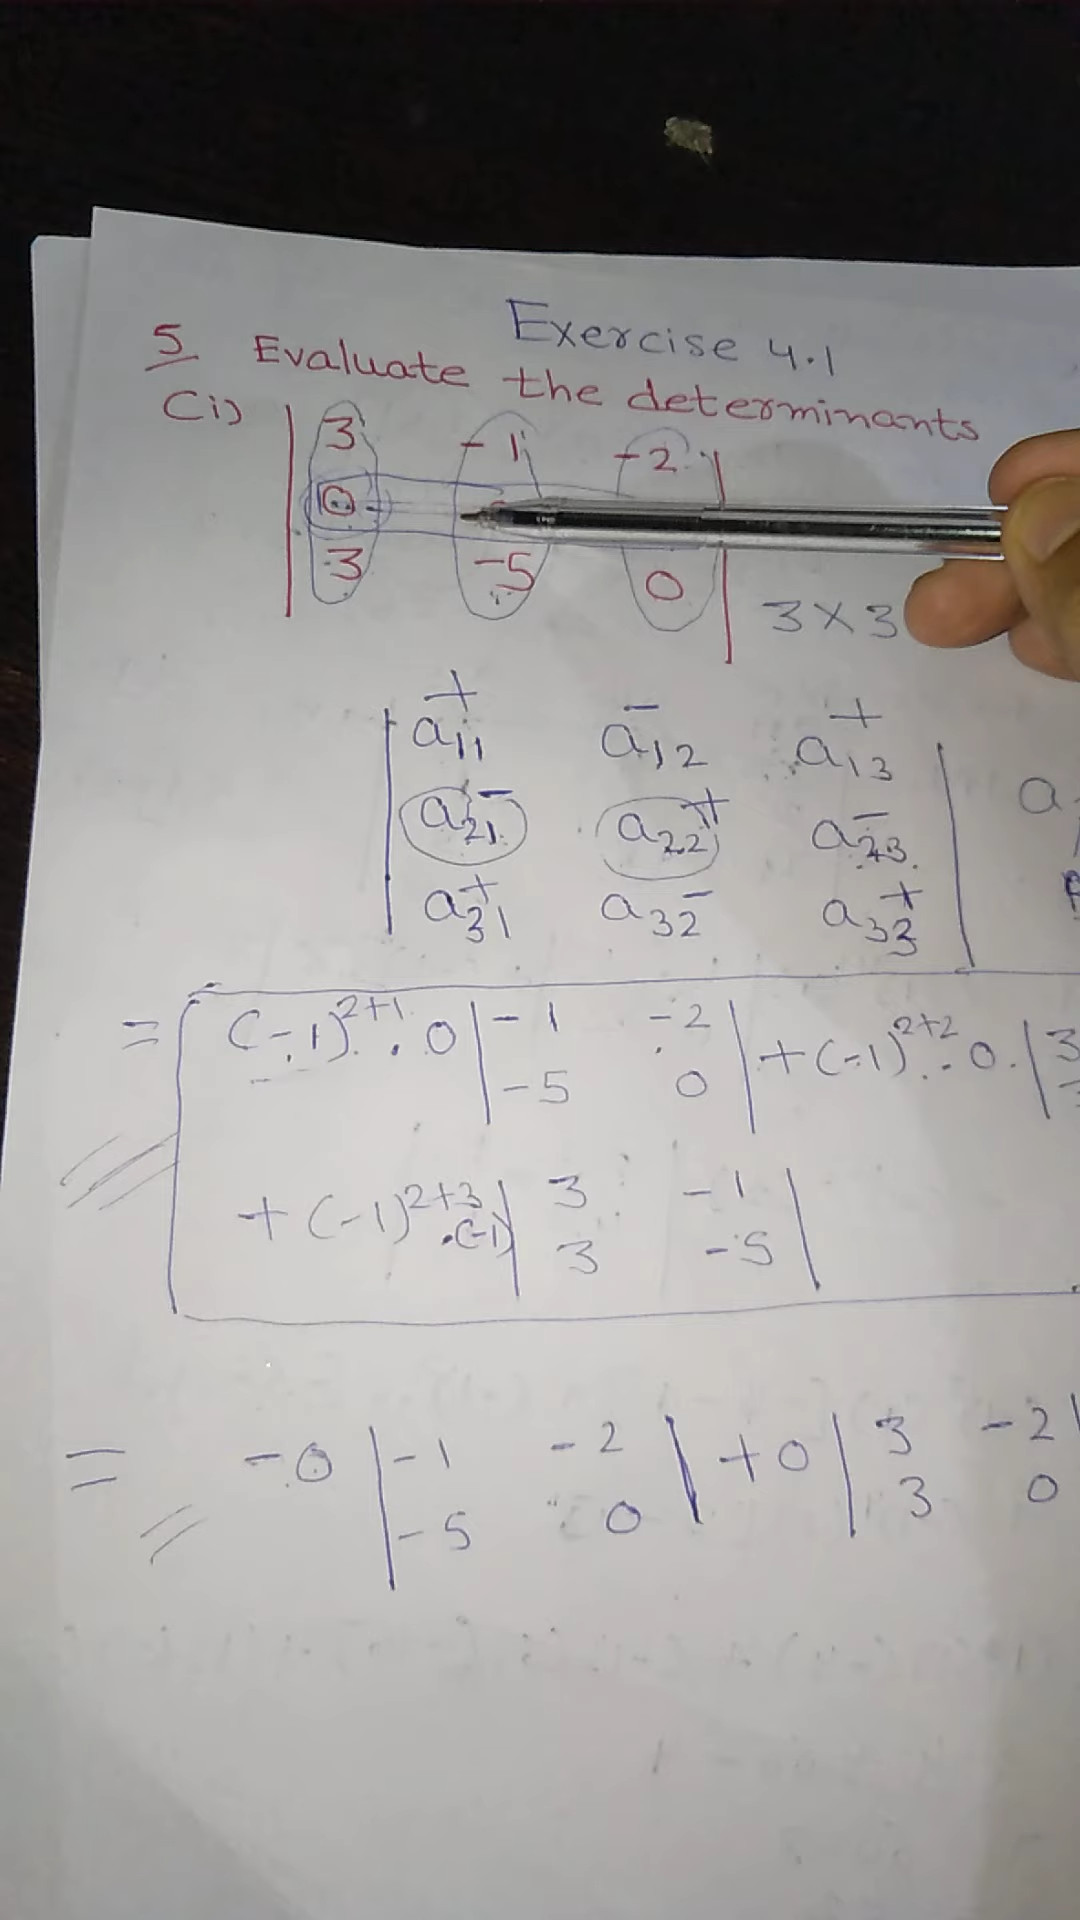 Exercise 4.1
5 Evaluate the determinants
(i) | 3 -1 -2 |
| 0
| 3 -5 0 | 3×3
| a₁₁⁺ a₁₂⁻ a₁₃⁺ | a
| a₂₁⁻ a₂₂⁺ a₂₃⁻ |
| a₃₁⁺ a₃₂⁻ a₃₃⁺ |
= (-1)²⁺¹ . 0 | -1 -2 | + (-1)²⁺² . 0 . | 3
| -5 0 |
+ (-1)²⁺³ .(-1) | 3 -1 |
| 3 -5 |
= -0 | -1 -2 | + 0 | 3 -2 |
| -5 0 | | 3 0